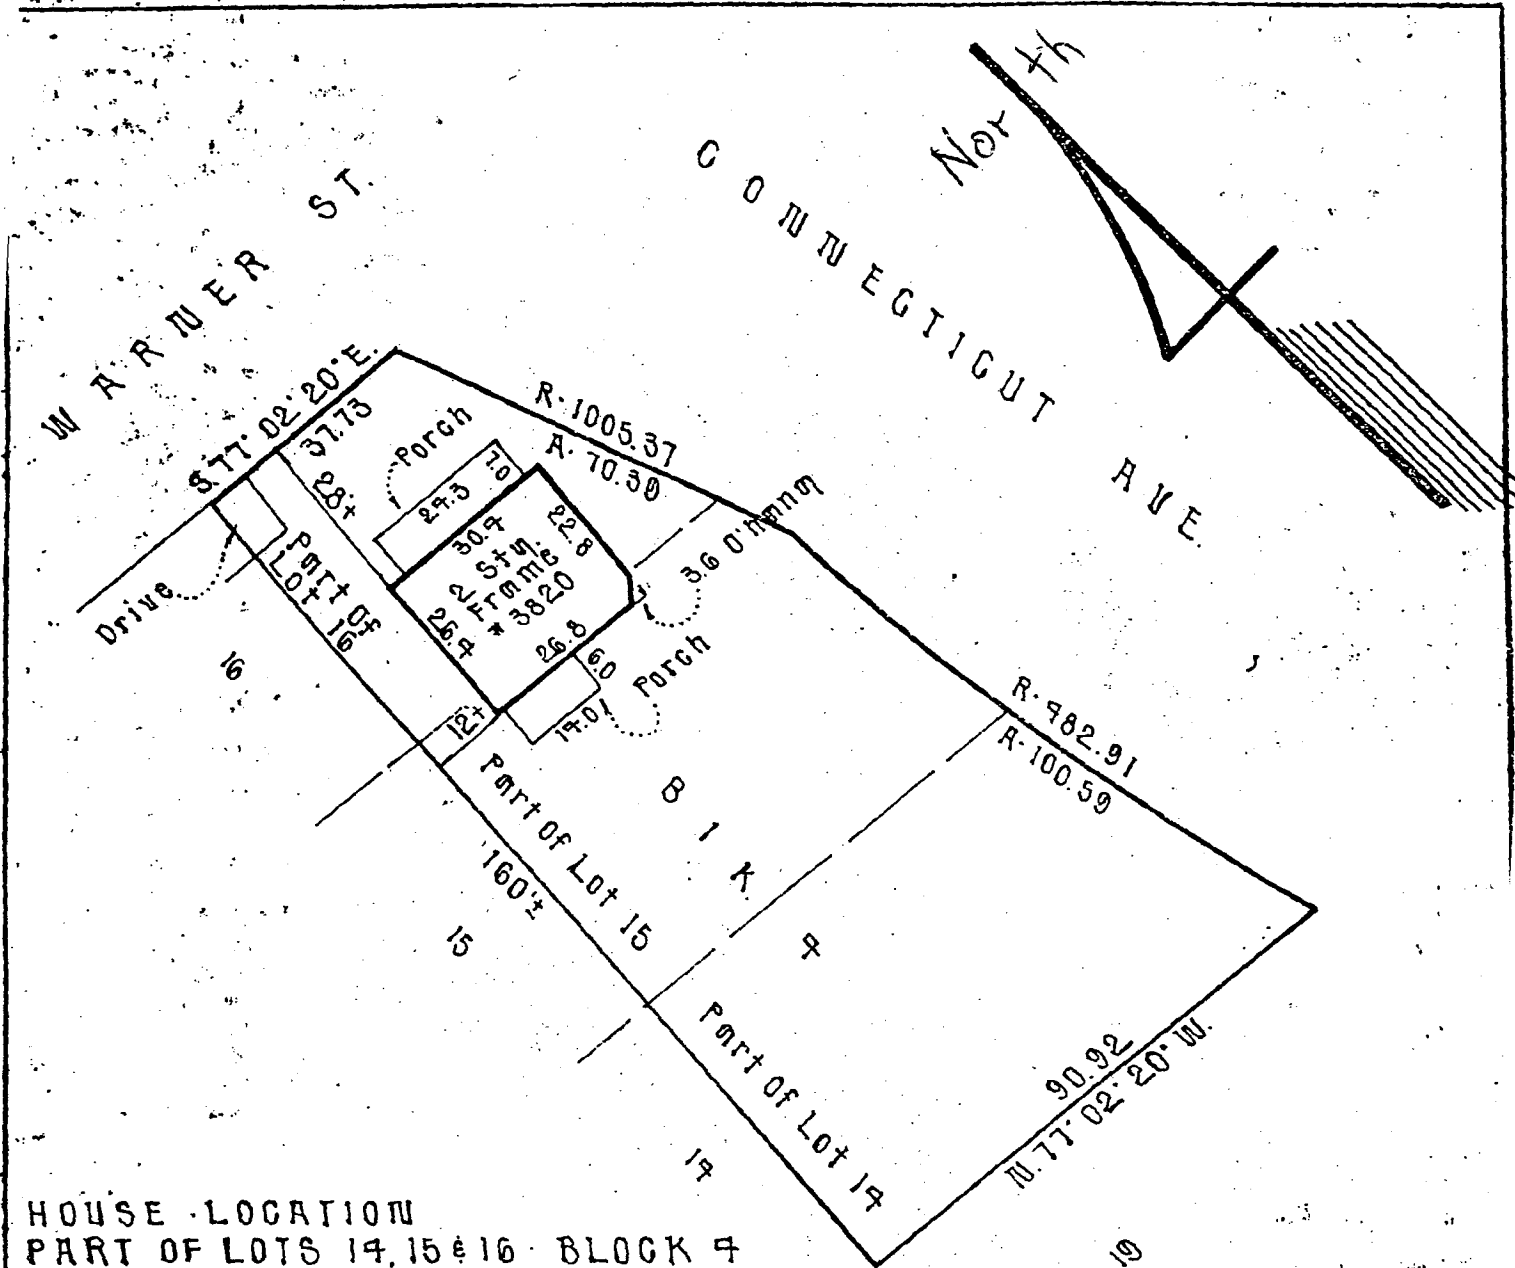 North
WARNER ST.
CONNECTICUT AVE.
S.77° 02' 20" E.
37.73
R. 1005.37
A. 70.39
Porch
24.3
7.0
28'±
30.4
22.8
2 Sty.
Frame
# 3820
26.4
26.8
3.6 O'hang
Porch
6.0
14.0
12'±
Drive
Part Of
Lot 16
16
Part Of Lot 15
160'±
15
Blk. 4
R. 982.91
A. 100.59
Part Of Lot 14
14
90.92
N.77° 02' 20" W.
19
HOUSE LOCATION
PART OF LOTS 14, 15 & 16 BLOCK 4